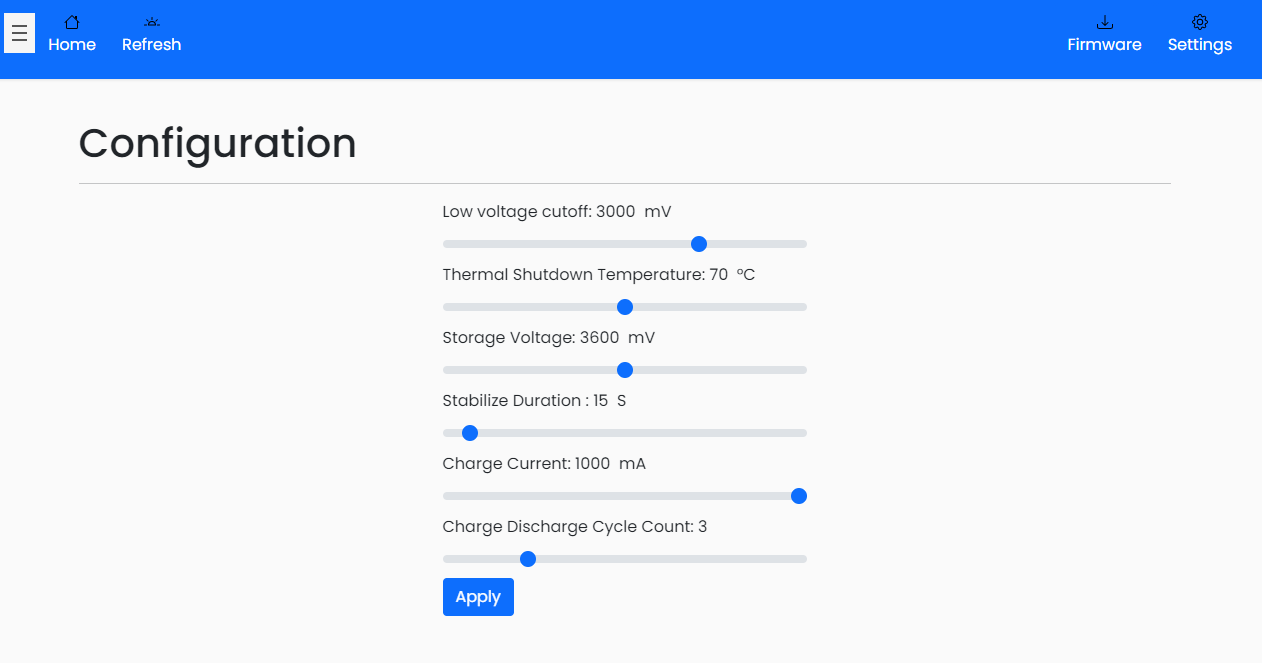 Home Refresh Firmware Settings
Configuration
Low voltage cutoff: 3000 mV
Thermal Shutdown Temperature: 70 °C
Storage Voltage: 3600 mV
Stabilize Duration : 15 S
Charge Current: 1000 mA
Charge Discharge Cycle Count: 3
Apply